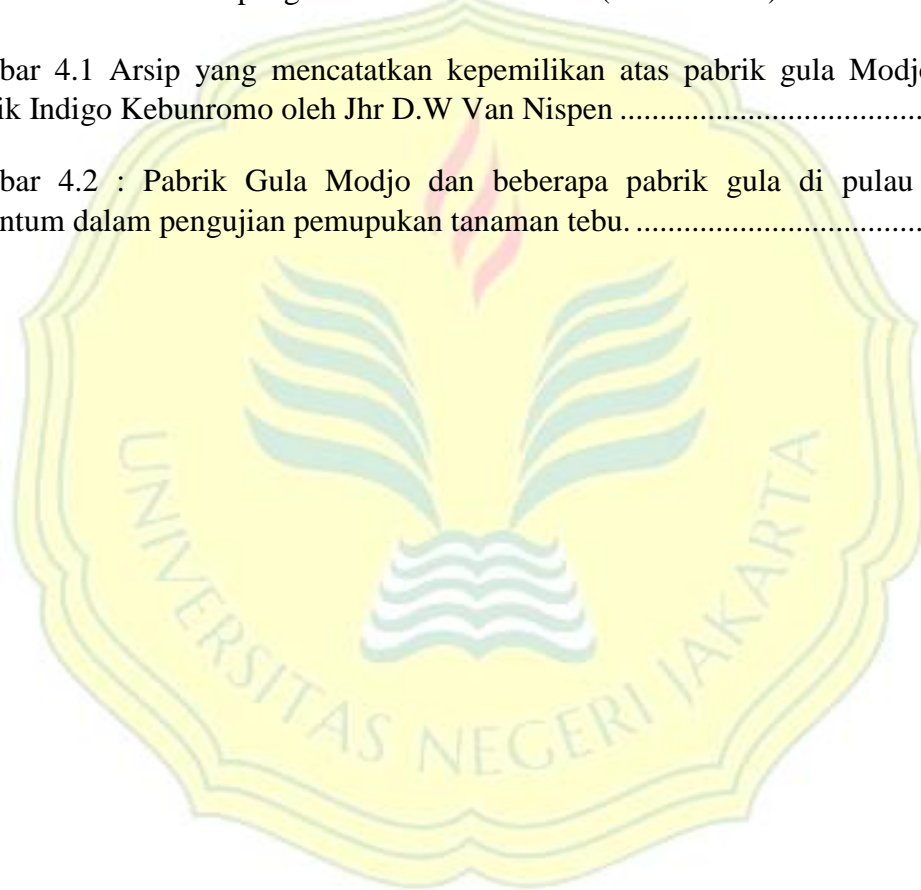 bar 4.1 Arsip yang mencatatkan kepemilikan atas pabrik gula Modjo
ik Indigo Kebunromo oleh Jhr D.W Van Nispen ..................................
bar 4.2 : Pabrik Gula Modjo dan beberapa pabrik gula di pulau
ntum dalam pengujian pemupukan tanaman tebu. ..................................
UNIVERSITAS NEGERI JAKARTA